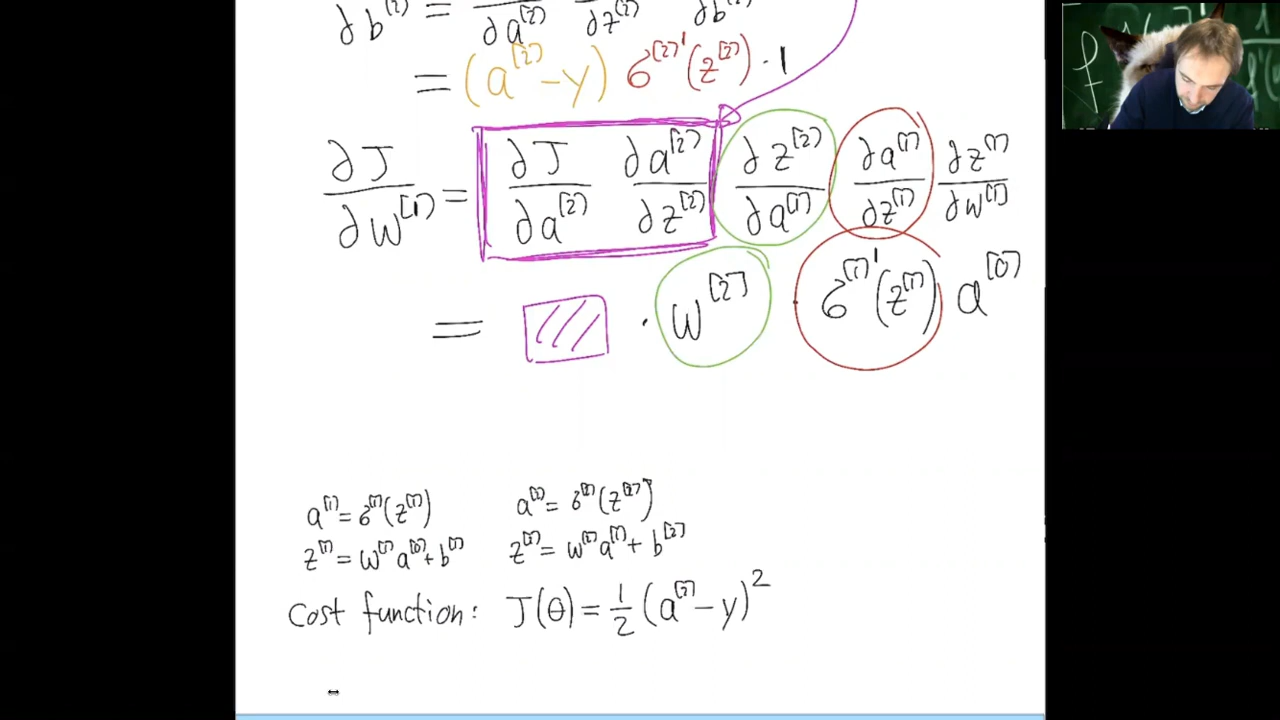 ∂b^[2] = ∂a^[2] ∂z^[2] ∂b^[2]
= (a^[2] − y) σ^[2]′(z^[2]) · 1
∂J/∂w^[1] = ∂J/∂a^[2] ∂a^[2]/∂z^[2] ∂z^[2]/∂a^[1] ∂a^[1]/∂z^[1] ∂z^[1]/∂w^[1]
= · w^[2] · σ^[1]′(z^[1]) a^[0]
a^[1] = σ^[1](z^[1]) a^[2] = σ^[2](z^[2])
z^[1] = w^[1] a^[0] + b^[1] z^[2] = w^[2] a^[1] + b^[2]
Cost function: J(θ) = 1/2 (a^[2] − y)^2